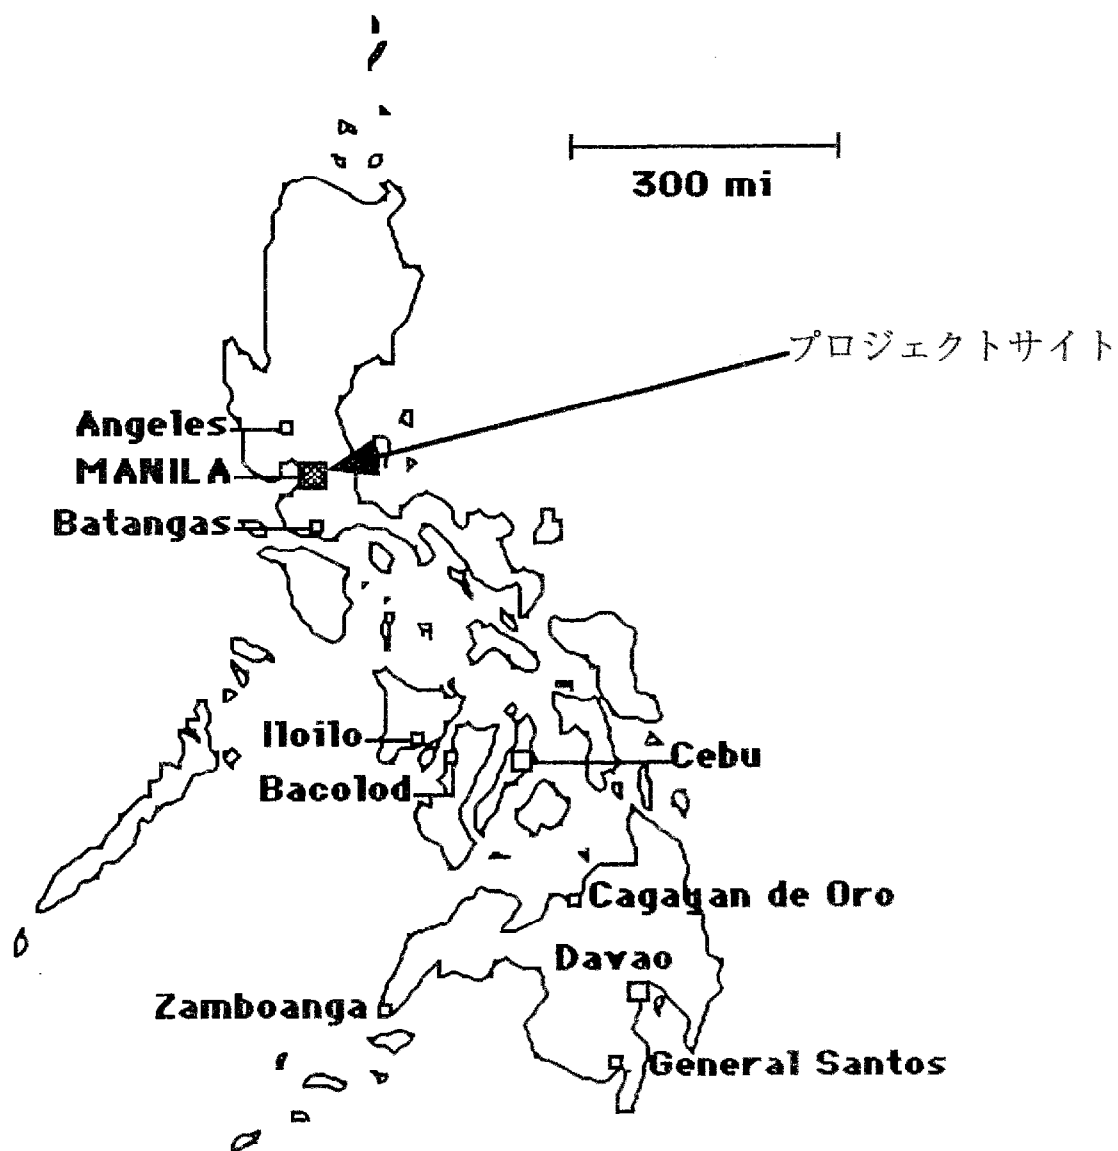 300 mi
プロジェクトサイト
Angeles
MANILA
Batangas
Iloilo
Cebu
Bacolod
Cagayan de Oro
Davao
Zamboanga
General Santos